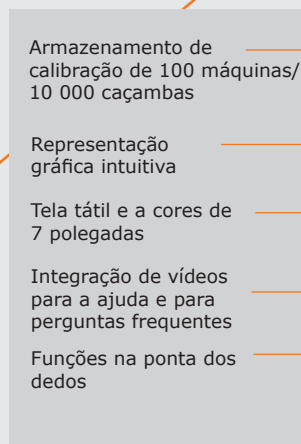 Armazenamento de
calibração de 100 máquinas/
10 000 caçambas
Representação
gráfica intuitiva
Tela tátil e a cores de
7 polegadas
Integração de vídeos
para a ajuda e para
perguntas frequentes
Funções na ponta dos
dedos